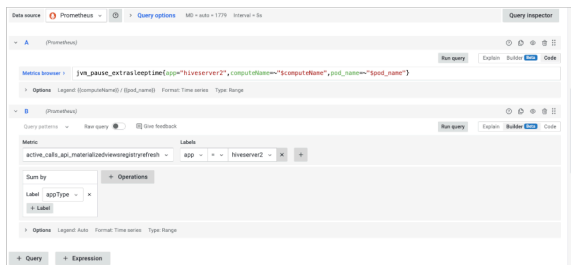 Data source Prometheus Query options MD = auto = 1779 Interval = 5s Query inspector
A (Prometheus)
Run query Explain Builder Beta Code
Metrics browser > jvm_pause_extrasleeptime{app="hiveserver2",computeName=~"$computeName",pod_name=~"$pod_name"}
> Options Legend: {{computeName}} / {{pod_name}} Format: Time series Type: Range
B (Prometheus)
Query patterns Raw query Give feedback Run query Explain Builder Beta Code
Metric Labels
active_calls_api_materializedviewsregistryrefresh app = hiveserver2 × +
Sum by + Operations
Label appType ×
+ Label
> Options Legend: Auto Format: Time series Type: Range
+ Query + Expression